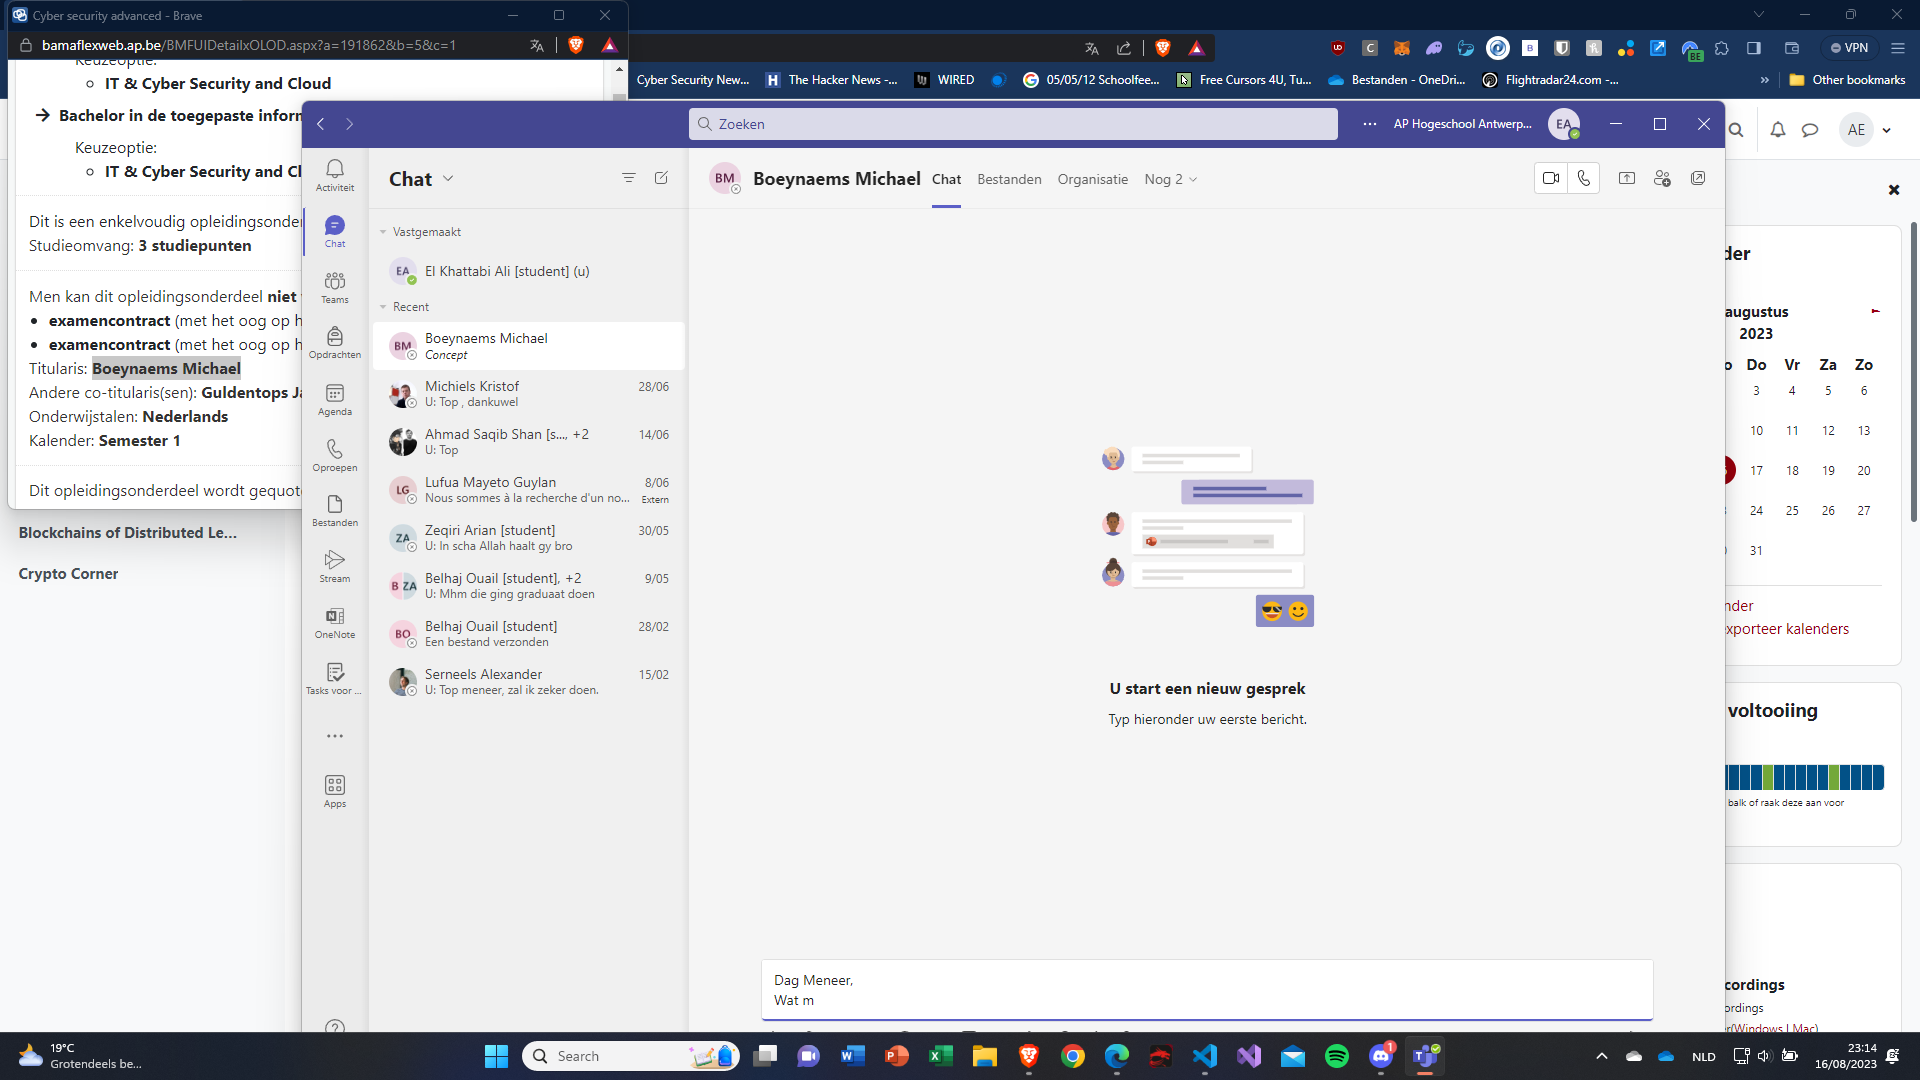 Cyber security advanced - Brave
bamaflexweb.ap.be/BMFUIDetailxOLOD.aspx?a=191862&b=5&c=1
Keuzeoptie:
IT & Cyber Security and Cloud
Bachelor in de toegepaste inforr
Keuzeoptie:
IT & Cyber Security and Cl
Dit is een enkelvoudig opleidingsonder
Studieomvang: 3 studiepunten
Men kan dit opleidingsonderdeel niet
examencontract (met het oog op h
examencontract (met het oog op h
Titularis: Boeynaems Michael
Andere co-titularis(sen): Guldentops Ja
Onderwijstalen: Nederlands
Kalender: Semester 1
Dit opleidingsonderdeel wordt gequote
Blockchains of Distributed Le...
Crypto Corner
VPN
Cyber Security New...
The Hacker News -...
WIRED
05/05/12 Schoolfee...
Free Cursors 4U, Tu...
Bestanden - OneDri...
Flightradar24.com -...
Other bookmarks
Zoeken
AP Hogeschool Antwerp...
EA
AE
Activiteit
Chat
Teams
Opdrachten
Agenda
Oproepen
Bestanden
Stream
OneNote
Tasks voor ...
Apps
Chat
Vastgemaakt
EA
El Khattabi Ali [student] (u)
Recent
BM
Boeynaems Michael
Concept
Michiels Kristof
28/06
U: Top , dankuwel
Ahmad Saqib Shan [s..., +2
14/06
U: Top
LG
Lufua Mayeto Guylan
8/06
Nous sommes à la recherche d'un no...
Extern
ZA
Zeqiri Arian [student]
30/05
U: In scha Allah haalt gy bro
B ZA
Belhaj Ouail [student], +2
9/05
U: Mhm die ging graduaat doen
BO
Belhaj Ouail [student]
28/02
Een bestand verzonden
Serneels Alexander
15/02
U: Top meneer, zal ik zeker doen.
BM
Boeynaems Michael
Chat
Bestanden
Organisatie
Nog 2
U start een nieuw gesprek
Typ hieronder uw eerste bericht.
Dag Meneer,
Wat m
der
augustus
2023
o Do Vr Za Zo
3 4 5 6
10 11 12 13
17 18 19 20
24 25 26 27
31
nder
exporteer kalenders
voltooiing
balk of raak deze aan voor
cordings
ordings
er(Windows | Mac)
19°C
Grotendeels be...
Search
1
NLD
23:14
16/08/2023